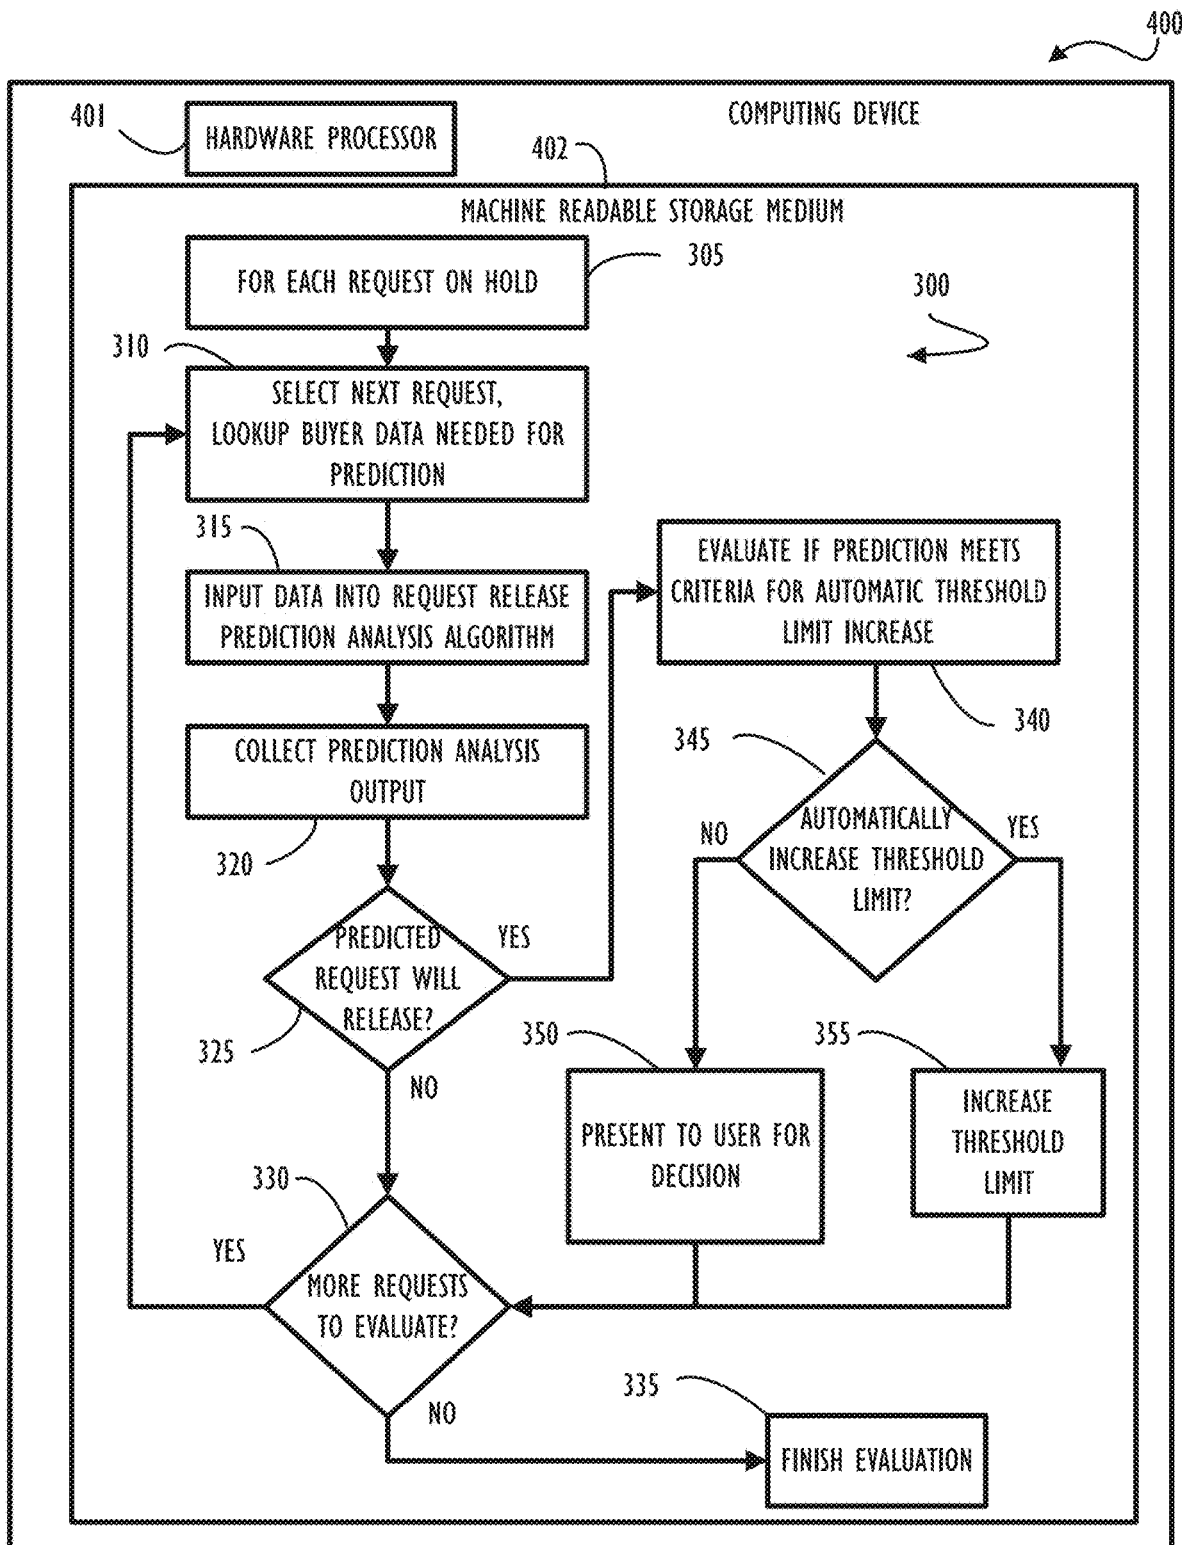 400
COMPUTING DEVICE
401
HARDWARE PROCESSOR
402
MACHINE READABLE STORAGE MEDIUM
FOR EACH REQUEST ON HOLD
305
300
310
SELECT NEXT REQUEST,
LOOKUP BUYER DATA NEEDED FOR
PREDICTION
315
INPUT DATA INTO REQUEST RELEASE
PREDICTION ANALYSIS ALGORITHM
EVALUATE IF PREDICTION MEETS
CRITERIA FOR AUTOMATIC THRESHOLD
LIMIT INCREASE
340
COLLECT PREDICTION ANALYSIS
OUTPUT
320
345
AUTOMATICALLY
INCREASE THRESHOLD
LIMIT?
NO
YES
PREDICTED
REQUEST WILL
RELEASE?
YES
325
NO
350
PRESENT TO USER FOR
DECISION
355
INCREASE
THRESHOLD
LIMIT
330
YES
MORE REQUESTS
TO EVALUATE?
NO
335
FINISH EVALUATION